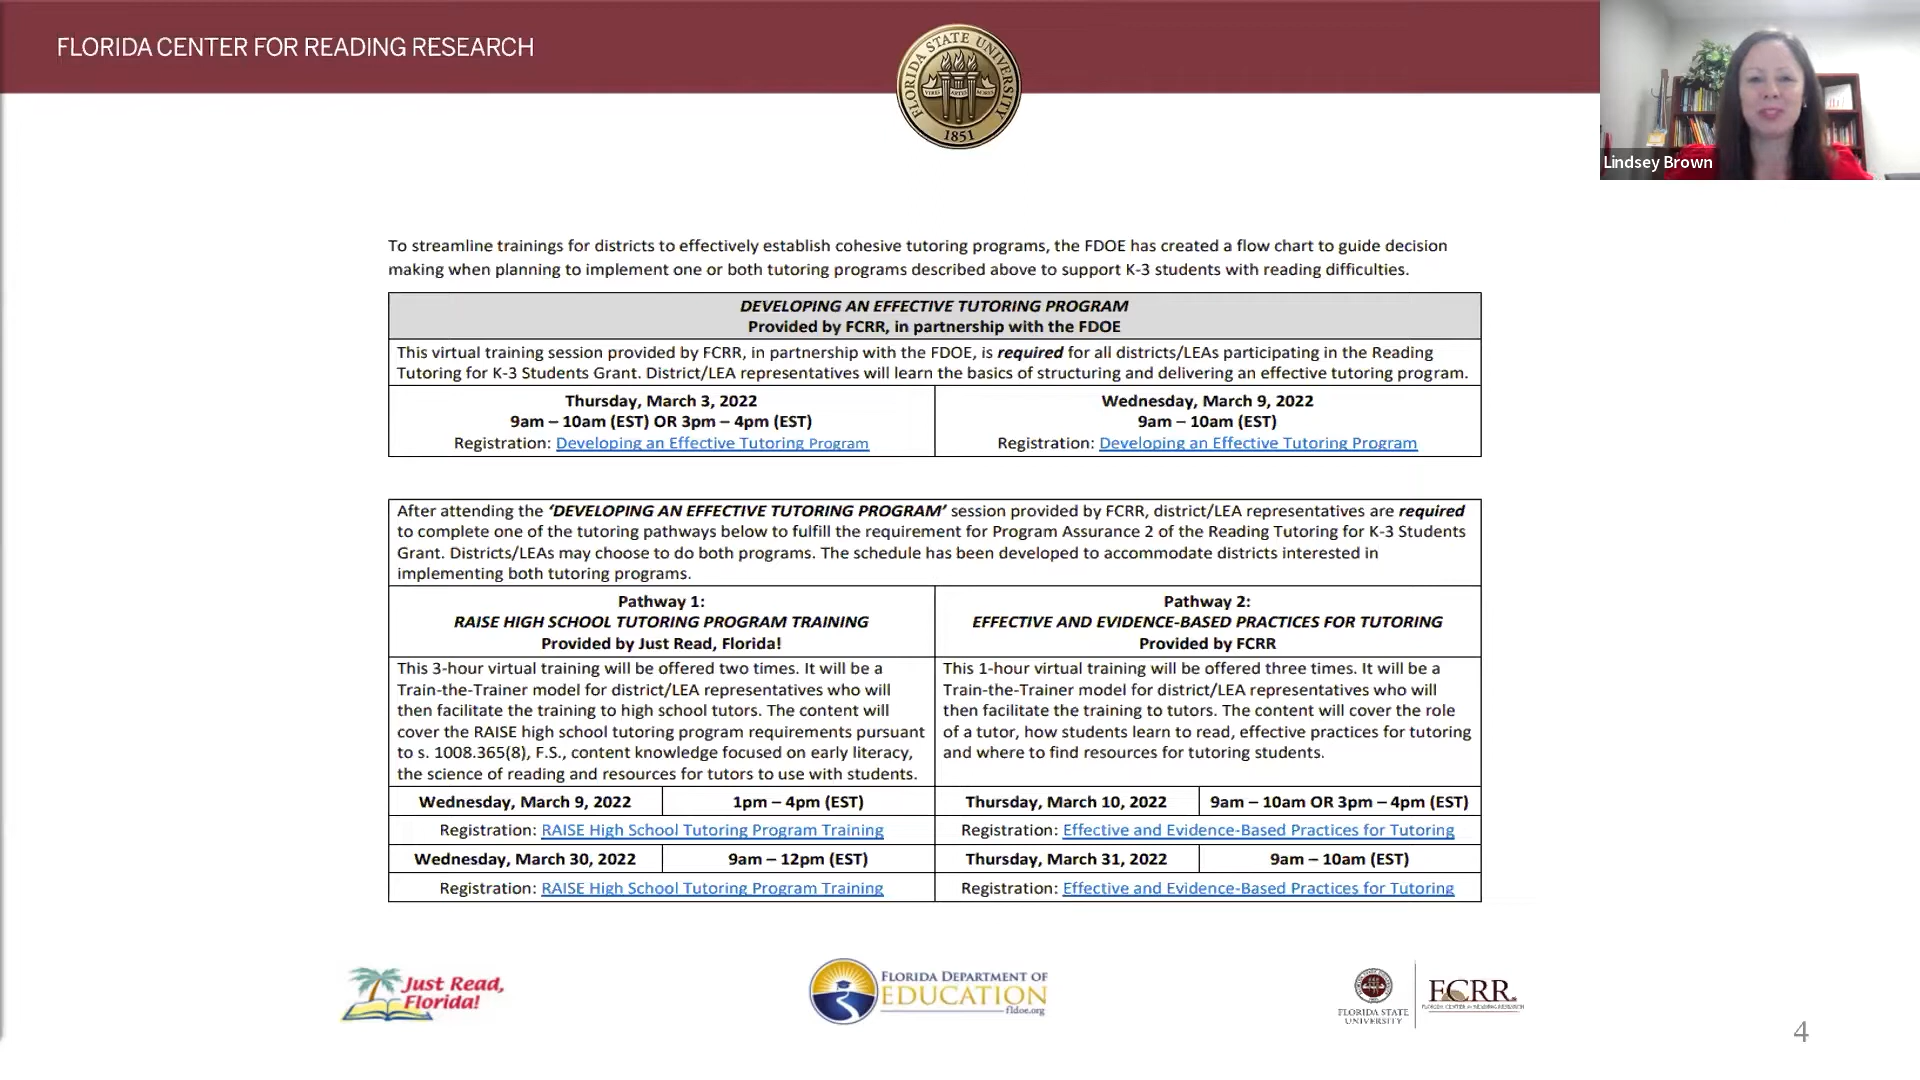 FLORIDA CENTER FOR READING RESEARCH
FLORIDA STATE UNIVERSITY
VIRES ARTES MORES
1851
Lindsey Brown
To streamline trainings for districts to effectively establish cohesive tutoring programs, the FDOE has created a flow chart to guide decision
making when planning to implement one or both tutoring programs described above to support K-3 students with reading difficulties.
DEVELOPING AN EFFECTIVE TUTORING PROGRAM
Provided by FCRR, in partnership with the FDOE
This virtual training session provided by FCRR, in partnership with the FDOE, is required for all districts/LEAs participating in the Reading
Tutoring for K-3 Students Grant. District/LEA representatives will learn the basics of structuring and delivering an effective tutoring program.
Thursday, March 3, 2022
9am – 10am (EST) OR 3pm – 4pm (EST)
Registration: Developing an Effective Tutoring Program
Wednesday, March 9, 2022
9am – 10am (EST)
Registration: Developing an Effective Tutoring Program
After attending the ‘DEVELOPING AN EFFECTIVE TUTORING PROGRAM’ session provided by FCRR, district/LEA representatives are required
to complete one of the tutoring pathways below to fulfill the requirement for Program Assurance 2 of the Reading Tutoring for K-3 Students
Grant. Districts/LEAs may choose to do both programs. The schedule has been developed to accommodate districts interested in
implementing both tutoring programs.
Pathway 1:
RAISE HIGH SCHOOL TUTORING PROGRAM TRAINING
Provided by Just Read, Florida!
Pathway 2:
EFFECTIVE AND EVIDENCE-BASED PRACTICES FOR TUTORING
Provided by FCRR
This 3-hour virtual training will be offered two times. It will be a
Train-the-Trainer model for district/LEA representatives who will
then facilitate the training to high school tutors. The content will
cover the RAISE high school tutoring program requirements pursuant
to s. 1008.365(8), F.S., content knowledge focused on early literacy,
the science of reading and resources for tutors to use with students.
This 1-hour virtual training will be offered three times. It will be a
Train-the-Trainer model for district/LEA representatives who will
then facilitate the training to tutors. The content will cover the role
of a tutor, how students learn to read, effective practices for tutoring
and where to find resources for tutoring students.
Wednesday, March 9, 2022 1pm – 4pm (EST)
Registration: RAISE High School Tutoring Program Training
Wednesday, March 30, 2022 9am – 12pm (EST)
Registration: RAISE High School Tutoring Program Training
Thursday, March 10, 2022 9am – 10am OR 3pm – 4pm (EST)
Registration: Effective and Evidence-Based Practices for Tutoring
Thursday, March 31, 2022 9am – 10am (EST)
Registration: Effective and Evidence-Based Practices for Tutoring
Just Read,
Florida!
FLORIDA DEPARTMENT OF
EDUCATION
fldoe.org
FLORIDA STATE
UNIVERSITY
FCRR
FLORIDA CENTER for READING RESEARCH
4